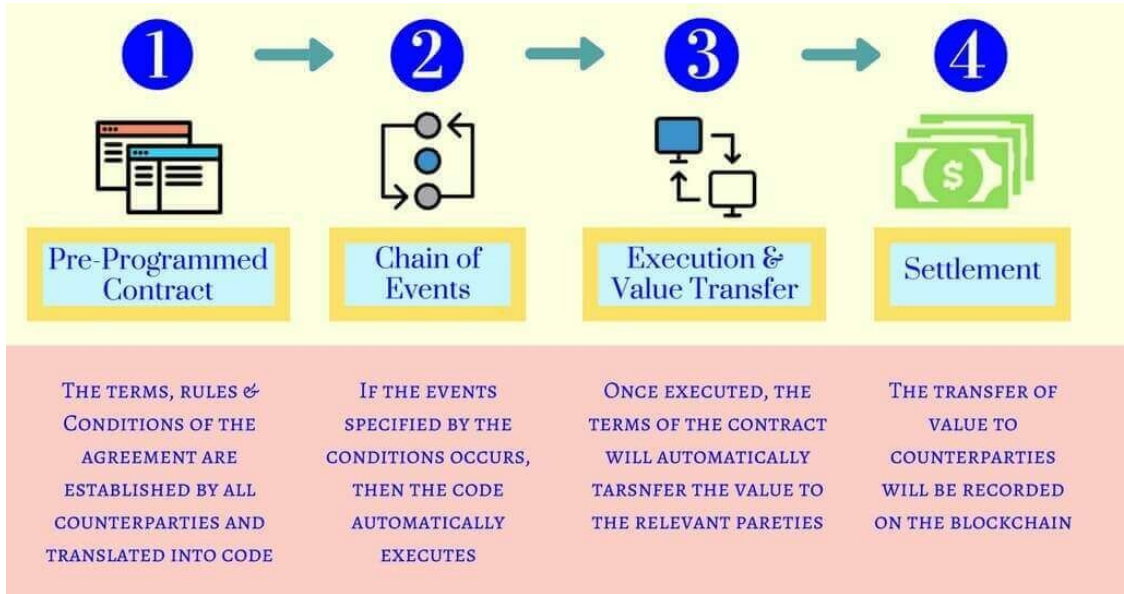 1
2
3
4
$
Pre-Programmed
Contract
Chain of
Events
Execution &
Value Transfer
Settlement
THE TERMS, RULES &
CONDITIONS OF THE
AGREEMENT ARE
ESTABLISHED BY ALL
COUNTERPARTIES AND
TRANSLATED INTO CODE
IF THE EVENTS
SPECIFIED BY THE
CONDITIONS OCCURS,
THEN THE CODE
AUTOMATICALLY
EXECUTES
ONCE EXECUTED, THE
TERMS OF THE CONTRACT
WILL AUTOMATICALLY
TARSNFER THE VALUE TO
THE RELEVANT PARETIES
THE TRANSFER OF
VALUE TO
COUNTERPARTIES
WILL BE RECORDED
ON THE BLOCKCHAIN